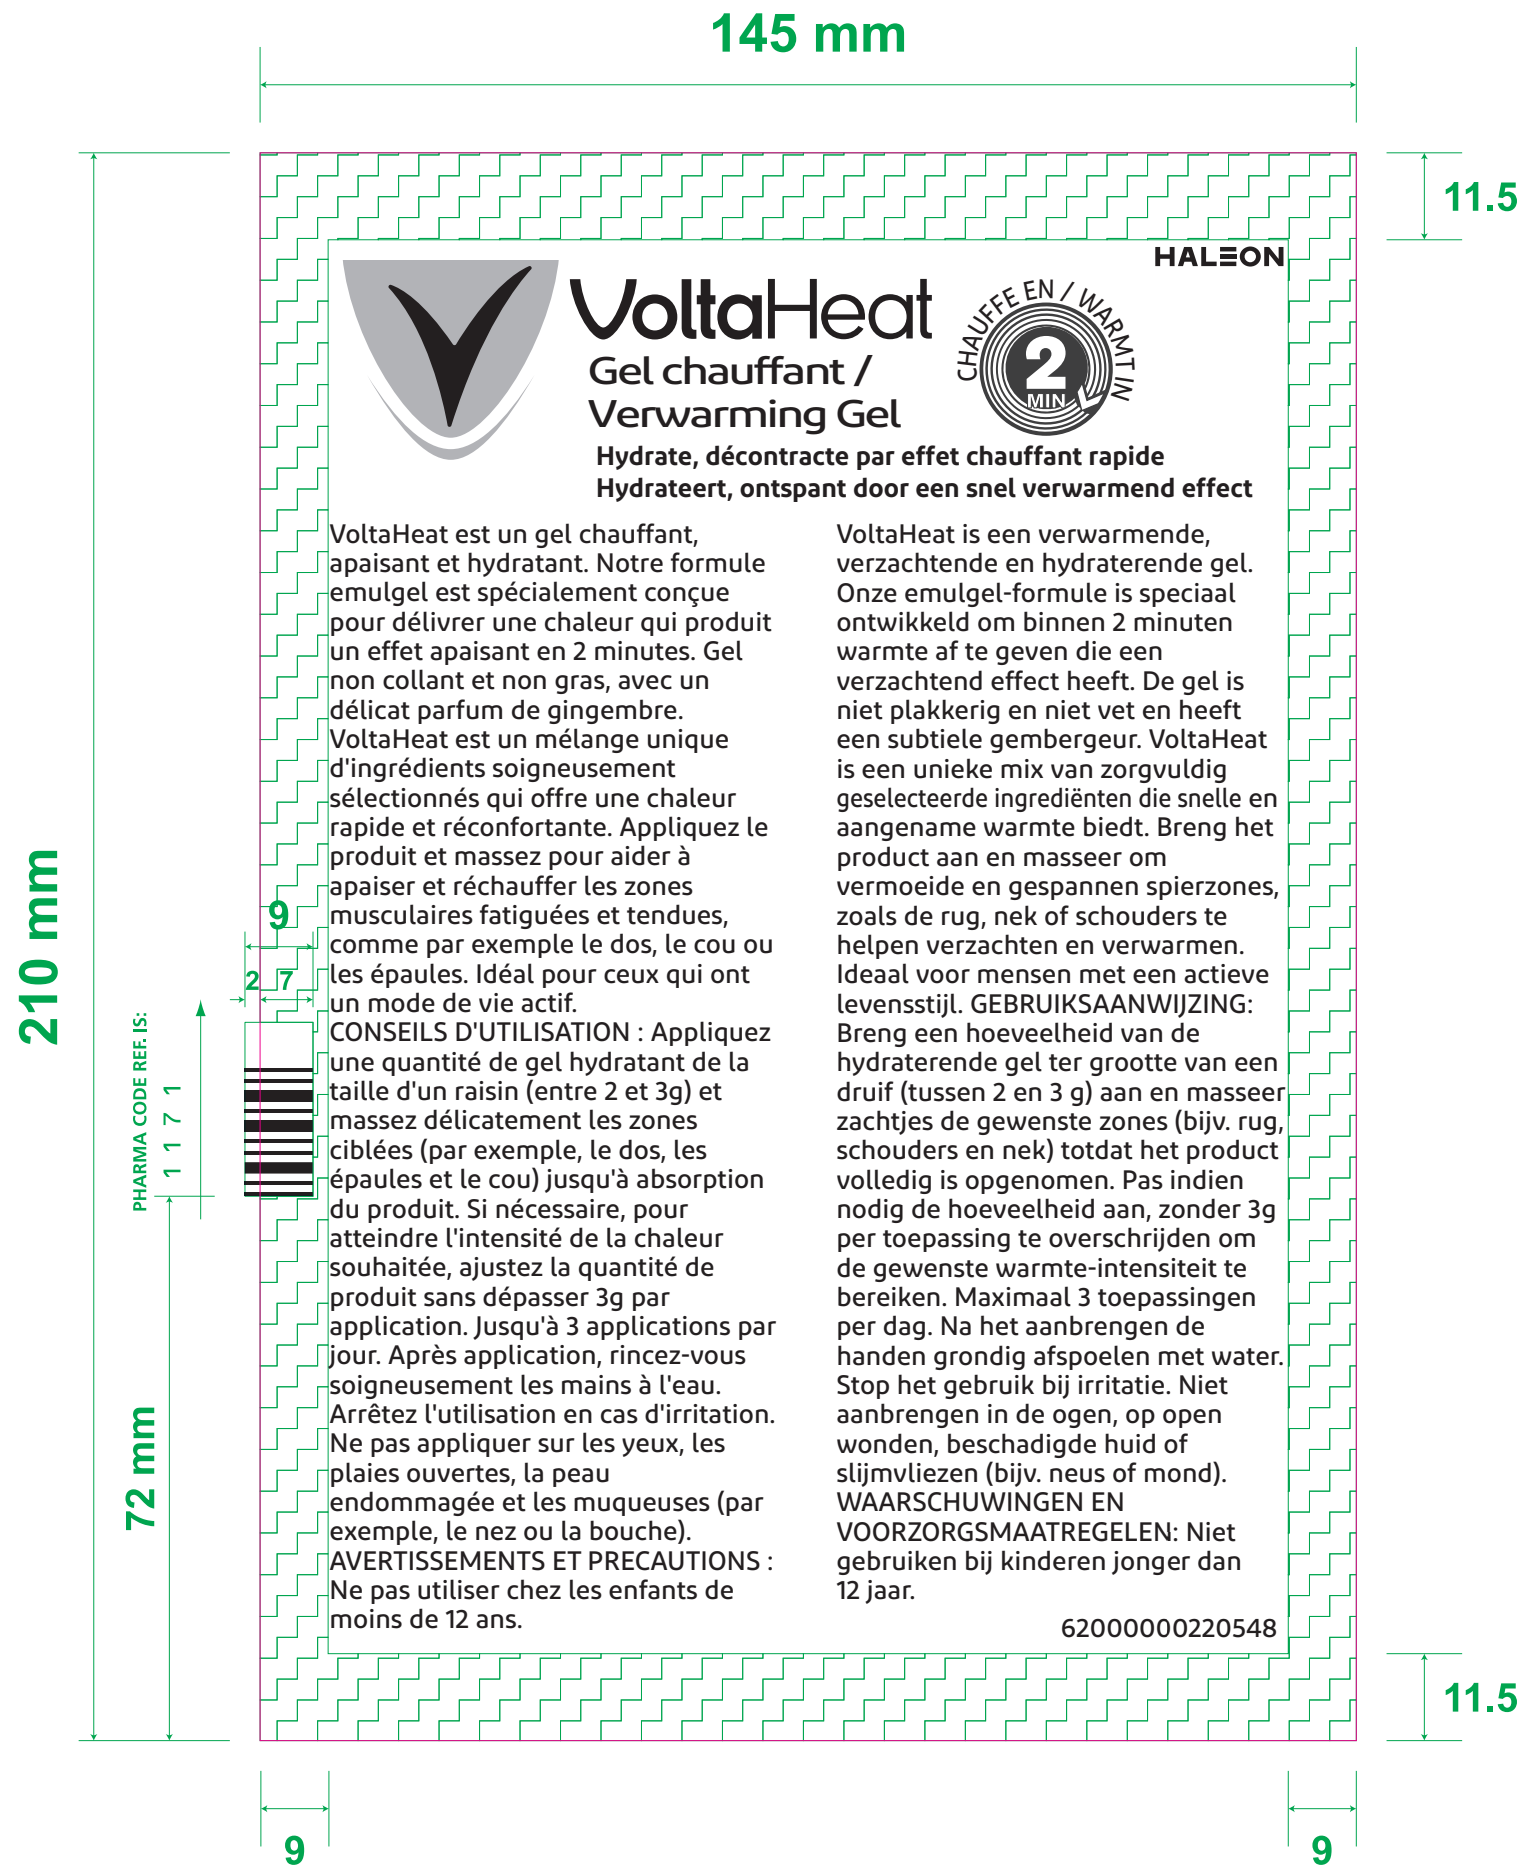 145 mm
11.5
HALEON
VoltaHeat
CHAUFFE EN / WARMT IN
2
MIN
Gel chauffant /
Verwarming Gel
Hydrate, décontracte par effet chauffant rapide
Hydrateert, ontspant door een snel verwarmend effect
VoltaHeat est un gel chauffant,
apaisant et hydratant. Notre formule
emulgel est spécialement conçue
pour délivrer une chaleur qui produit
un effet apaisant en 2 minutes. Gel
non collant et non gras, avec un
délicat parfum de gingembre.
VoltaHeat est un mélange unique
d'ingrédients soigneusement
sélectionnés qui offre une chaleur
rapide et réconfortante. Appliquez le
produit et massez pour aider à
apaiser et réchauffer les zones
musculaires fatiguées et tendues,
comme par exemple le dos, le cou ou
les épaules. Idéal pour ceux qui ont
un mode de vie actif.
CONSEILS D'UTILISATION : Appliquez
une quantité de gel hydratant de la
taille d'un raisin (entre 2 et 3g) et
massez délicatement les zones
ciblées (par exemple, le dos, les
épaules et le cou) jusqu'à absorption
du produit. Si nécessaire, pour
atteindre l'intensité de la chaleur
souhaitée, ajustez la quantité de
produit sans dépasser 3g par
application. Jusqu'à 3 applications par
jour. Après application, rincez-vous
soigneusement les mains à l'eau.
Arrêtez l'utilisation en cas d'irritation.
Ne pas appliquer sur les yeux, les
plaies ouvertes, la peau
endommagée et les muqueuses (par
exemple, le nez ou la bouche).
AVERTISSEMENTS ET PRECAUTIONS :
Ne pas utiliser chez les enfants de
moins de 12 ans.
VoltaHeat is een verwarmende,
verzachtende en hydraterende gel.
Onze emulgel-formule is speciaal
ontwikkeld om binnen 2 minuten
warmte af te geven die een
verzachtend effect heeft. De gel is
niet plakkerig en niet vet en heeft
een subtiele gembergeur. VoltaHeat
is een unieke mix van zorgvuldig
geselecteerde ingrediënten die snelle en
aangename warmte biedt. Breng het
product aan en masseer om
vermoeide en gespannen spierzones,
zoals de rug, nek of schouders te
helpen verzachten en verwarmen.
Ideaal voor mensen met een actieve
levensstijl. GEBRUIKSAANWIJZING:
Breng een hoeveelheid van de
hydraterende gel ter grootte van een
druif (tussen 2 en 3 g) aan en masseer
zachtjes de gewenste zones (bijv. rug,
schouders en nek) totdat het product
volledig is opgenomen. Pas indien
nodig de hoeveelheid aan, zonder 3g
per toepassing te overschrijden om
de gewenste warmte-intensiteit te
bereiken. Maximaal 3 toepassingen
per dag. Na het aanbrengen de
handen grondig afspoelen met water.
Stop het gebruik bij irritatie. Niet
aanbrengen in de ogen, op open
wonden, beschadigde huid of
slijmvliezen (bijv. neus of mond).
WAARSCHUWINGEN EN
VOORZORGSMAATREGELEN: Niet
gebruiken bij kinderen jonger dan
12 jaar.
62000000220548
210 mm
9
2 7
PHARMA CODE REF. IS:
1 1 7 1
72 mm
11.5
9
9